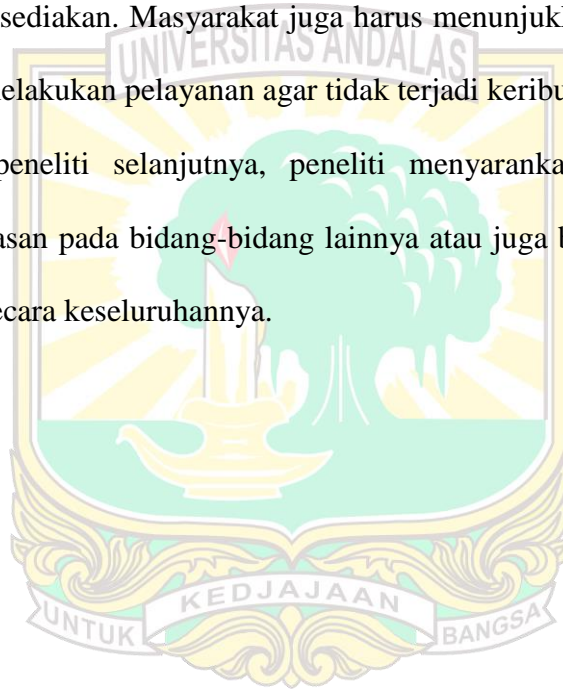 sediakan. Masyarakat juga harus menunjuk
UNIVERSITAS ANDALAS
elakukan pelayanan agar tidak terjadi keribu
peneliti selanjutnya, peneliti menyaranka
asan pada bidang-bidang lainnya atau juga b
ecara keseluruhannya.
UNTUK KEDJAJAAN BANGSA